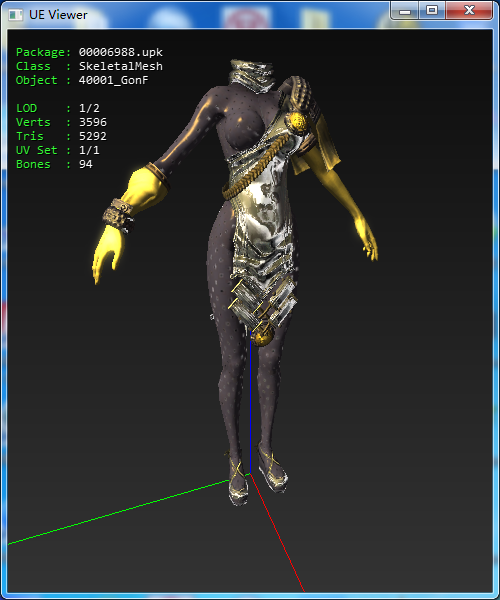 UE Viewer
Package: 00006988.upk
Class : SkeletalMesh
Object : 40001_GonF
LOD : 1/2
Verts : 3596
Tris : 5292
UV Set : 1/1
Bones : 94